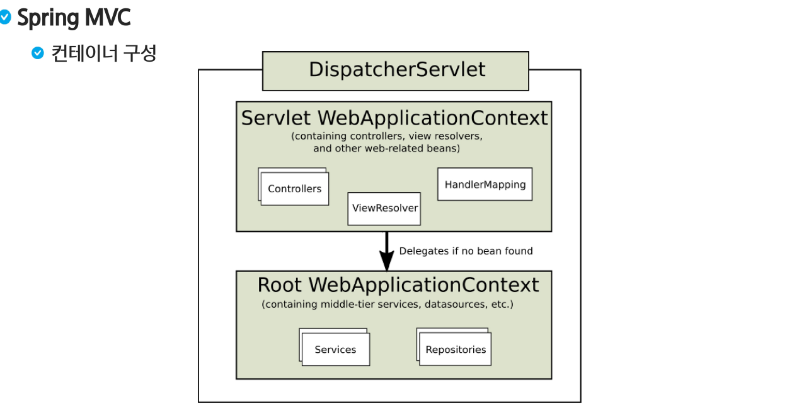 Spring MVC
컨테이너 구성
DispatcherServlet
Servlet WebApplicationContext
(containing controllers, view resolvers,
and other web-related beans)
Controllers
ViewResolver
HandlerMapping
Delegates if no bean found
Root WebApplicationContext
(containing middle-tier services, datasources, etc.)
Services
Repositories